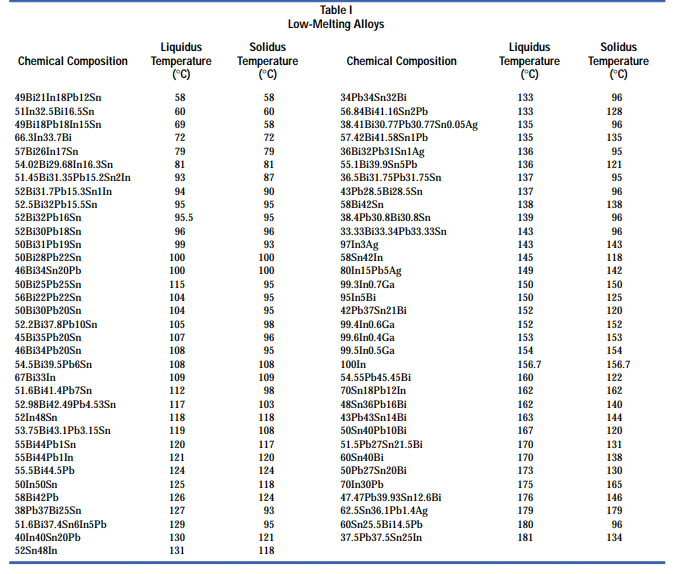 Table I
Low-Melting Alloys
Liquidus Solidus Liquidus Solidus
Chemical Composition Temperature Temperature Chemical Composition Temperature Temperature
(°C) (°C) (°C) (°C)
49Bi21In18Pb12Sn 58 58 34Pb34Sn32Bi 133 96
51In32.5Bi16.5Sn 60 60 56.84Bi41.16Sn2Pb 133 128
49Bi18Pb18In15Sn 69 58 38.41Bi30.77Pb30.77Sn0.05Ag 135 96
66.3In33.7Bi 72 72 57.42Bi41.58Sn1Pb 135 135
57Bi26In17Sn 79 79 36Bi32Pb31Sn1Ag 136 95
54.02Bi29.68In16.3Sn 81 81 55.1Bi39.9Sn5Pb 136 121
51.45Bi31.35Pb15.2Sn2In 93 87 36.5Bi31.75Pb31.75Sn 137 95
52Bi31.7Pb15.3Sn1In 94 90 43Pb28.5Bi28.5Sn 137 96
52.5Bi32Pb15.5Sn 95 95 58Bi42Sn 138 138
52Bi32Pb16Sn 95.5 95 38.4Pb30.8Bi30.8Sn 139 96
52Bi30Pb18Sn 96 96 33.33Bi33.34Pb33.33Sn 143 96
50Bi31Pb19Sn 99 93 97In3Ag 143 143
50Bi28Pb22Sn 100 100 58Sn42In 145 118
46Bi34Sn20Pb 100 100 80In15Pb5Ag 149 142
50Bi25Pb25Sn 115 95 99.3In0.7Ga 150 150
56Bi22Pb22Sn 104 95 95In5Bi 150 125
50Bi30Pb20Sn 104 95 42Pb37Sn21Bi 152 120
52.2Bi37.8Pb10Sn 105 98 99.4In0.6Ga 152 152
45Bi35Pb20Sn 107 96 99.6In0.4Ga 153 153
46Bi34Pb20Sn 108 95 99.5In0.5Ga 154 154
54.5Bi39.5Pb6Sn 108 108 100In 156.7 156.7
67Bi33In 109 109 54.55Pb45.45Bi 160 122
51.6Bi41.4Pb7Sn 112 98 70Sn18Pb12In 162 162
52.98Bi42.49Pb4.53Sn 117 103 48Sn36Pb16Bi 162 140
52In48Sn 118 118 43Pb43Sn14Bi 163 144
53.75Bi43.1Pb3.15Sn 119 108 50Sn40Pb10Bi 167 120
55Bi44Pb1Sn 120 117 51.5Pb27Sn21.5Bi 170 131
55Bi44Pb1In 121 120 60Sn40Bi 170 138
55.5Bi44.5Pb 124 124 50Pb27Sn20Bi 173 130
50In50Sn 125 118 70In30Pb 175 165
58Bi42Pb 126 124 47.47Pb39.93Sn12.6Bi 176 146
38Pb37Bi25Sn 127 93 62.5Sn36.1Pb1.4Ag 179 179
51.6Bi37.4Sn6In5Pb 129 95 60Sn25.5Bi14.5Pb 180 96
40In40Sn20Pb 130 121 37.5Pb37.5Sn25In 181 134
52Sn48In 131 118